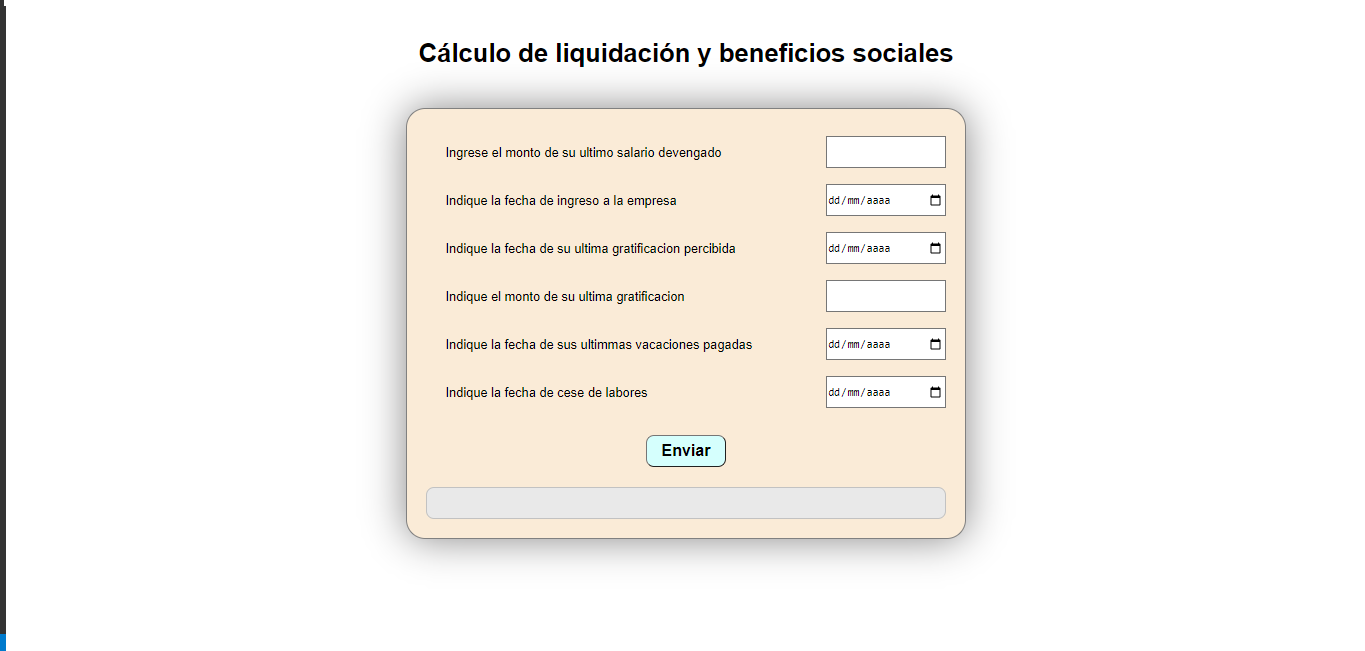 Cálculo de liquidación y beneficios sociales
Ingrese el monto de su ultimo salario devengado
Indique la fecha de ingreso a la empresa
dd/mm/aaaa
Indique la fecha de su ultima gratificacion percibida
dd/mm/aaaa
Indique el monto de su ultima gratificacion
Indique la fecha de sus ultimmas vacaciones pagadas
dd/mm/aaaa
Indique la fecha de cese de labores
dd/mm/aaaa
Enviar